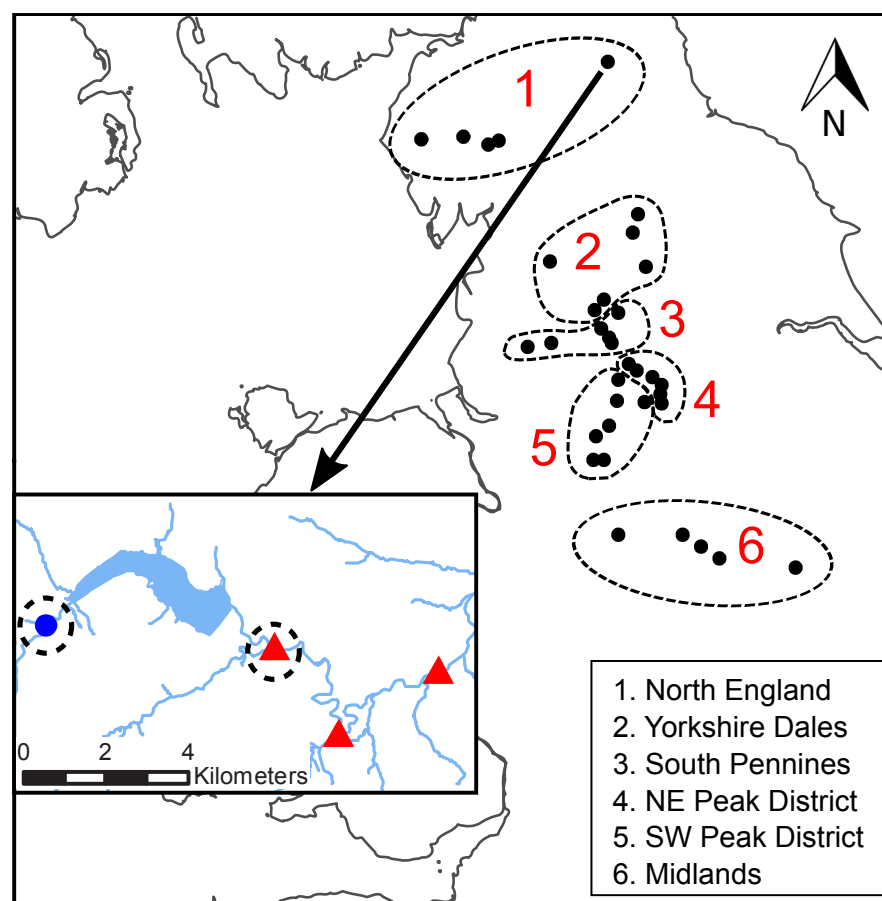 1
N
2
3
4
5
6
0 2 4
Kilometers
1. North England
2. Yorkshire Dales
3. South Pennines
4. NE Peak District
5. SW Peak District
6. Midlands